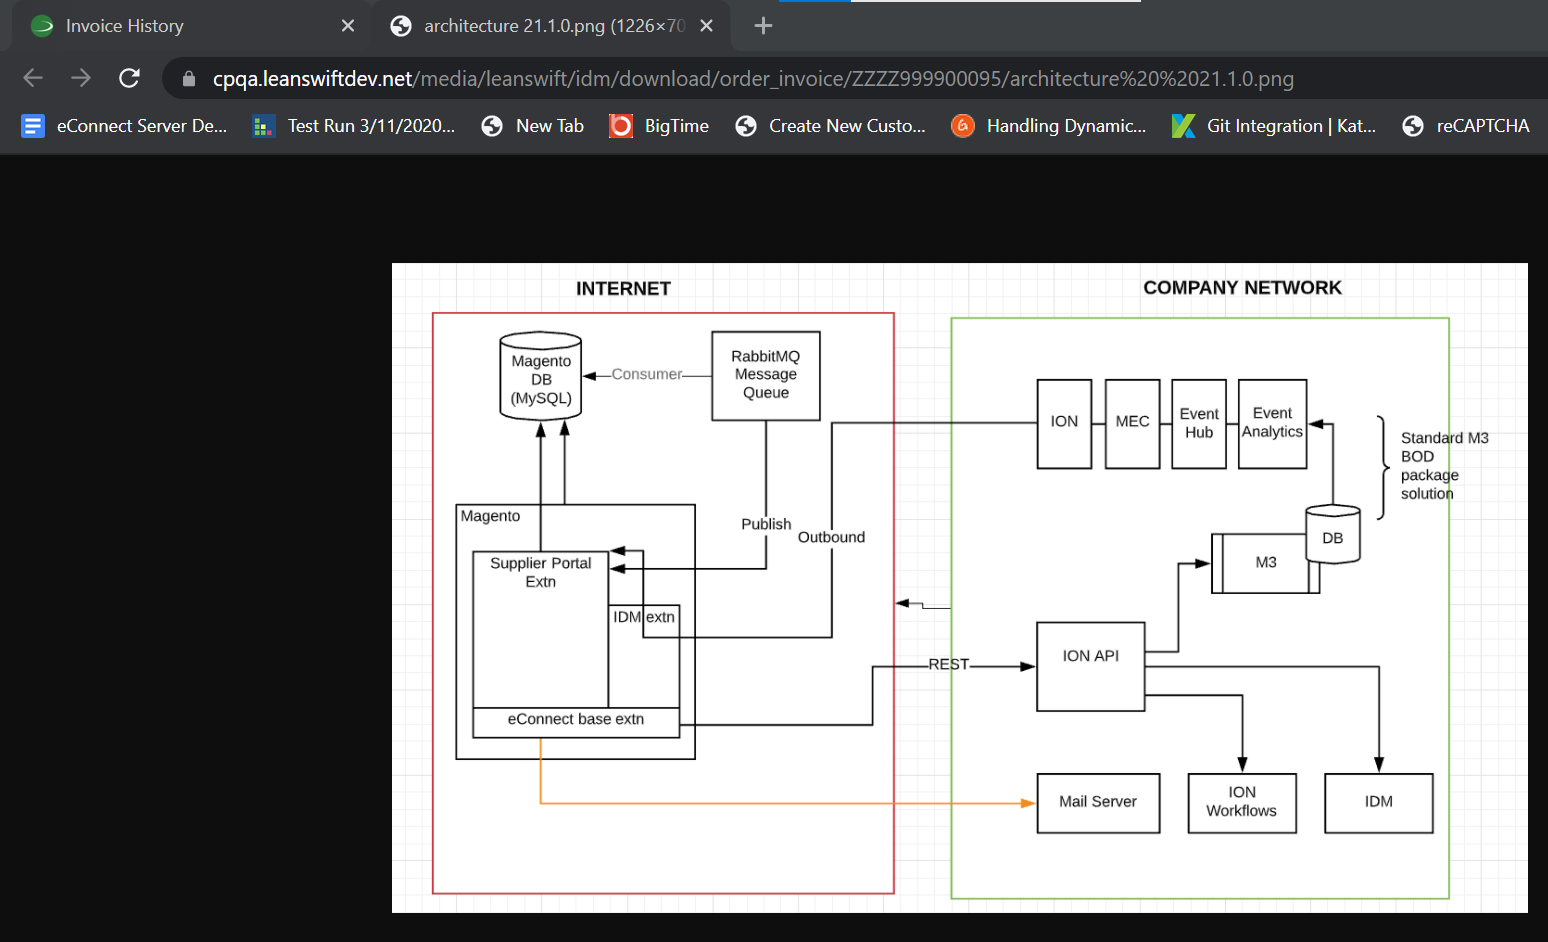 Invoice History
architecture 21.1.0.png (1226×70
cpqa.leanswiftdev.net/media/leanswift/idm/download/order_invoice/ZZZZ999900095/architecture%20%2021.1.0.png
eConnect Server De...
Test Run 3/11/2020...
New Tab
BigTime
Create New Custo...
Handling Dynamic...
Git Integration | Kat...
reCAPTCHA
INTERNET
COMPANY NETWORK
Magento
DB
(MySQL)
Consumer
RabbitMQ
Message
Queue
ION
MEC
Event
Hub
Event
Analytics
Standard M3
BOD
package
solution
Magento
Publish
Outbound
DB
M3
Supplier Portal
Extn
IDM extn
eConnect base extn
REST
ION API
Mail Server
ION
Workflows
IDM